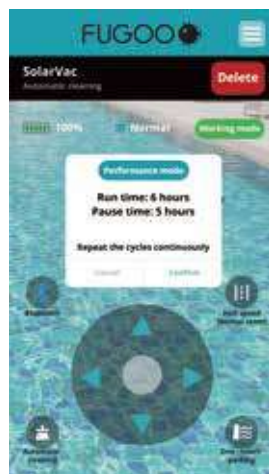 FUGOO
SolarVac
Delete
Automatic cleaning
100%
Normal
Working mode
Performance mode
Run time: 6 hours
Pause time: 5 hours
Repeat the cycles continuously
Cancel
Confirm
Automatic
parking